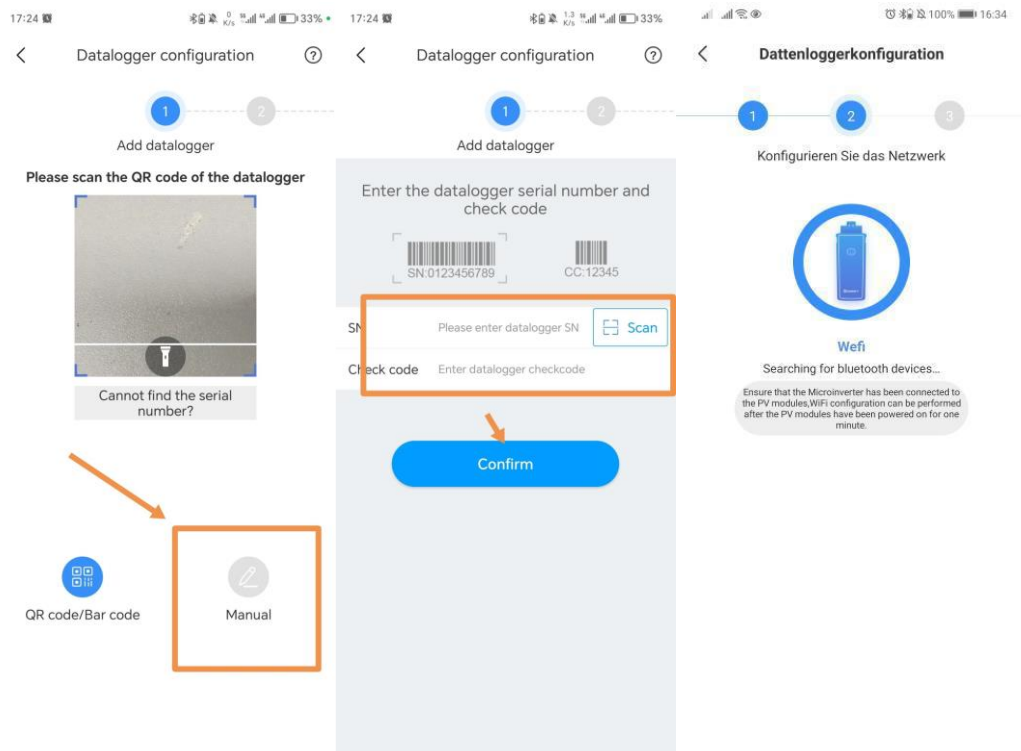 17:24
0 K/s
33%
Datalogger configuration
?
1
2
Add datalogger
Please scan the QR code of the datalogger
Cannot find the serial
number?
QR code/Bar code
Manual
17:24
1.3 K/s
33%
Datalogger configuration
?
1
2
Add datalogger
Enter the datalogger serial number and
check code
SN:0123456789
CC:12345
SN
Please enter datalogger SN
Scan
Check code
Enter datalogger checkcode
Confirm
100%
16:34
Dattenloggerkonfiguration
1
2
3
Konfigurieren Sie das Netzwerk
Wefi
Searching for bluetooth devices...
Ensure that the Microinverter has been connected to
the PV modules,WiFi configuration can be performed
after the PV modules have been powered on for one
minute.